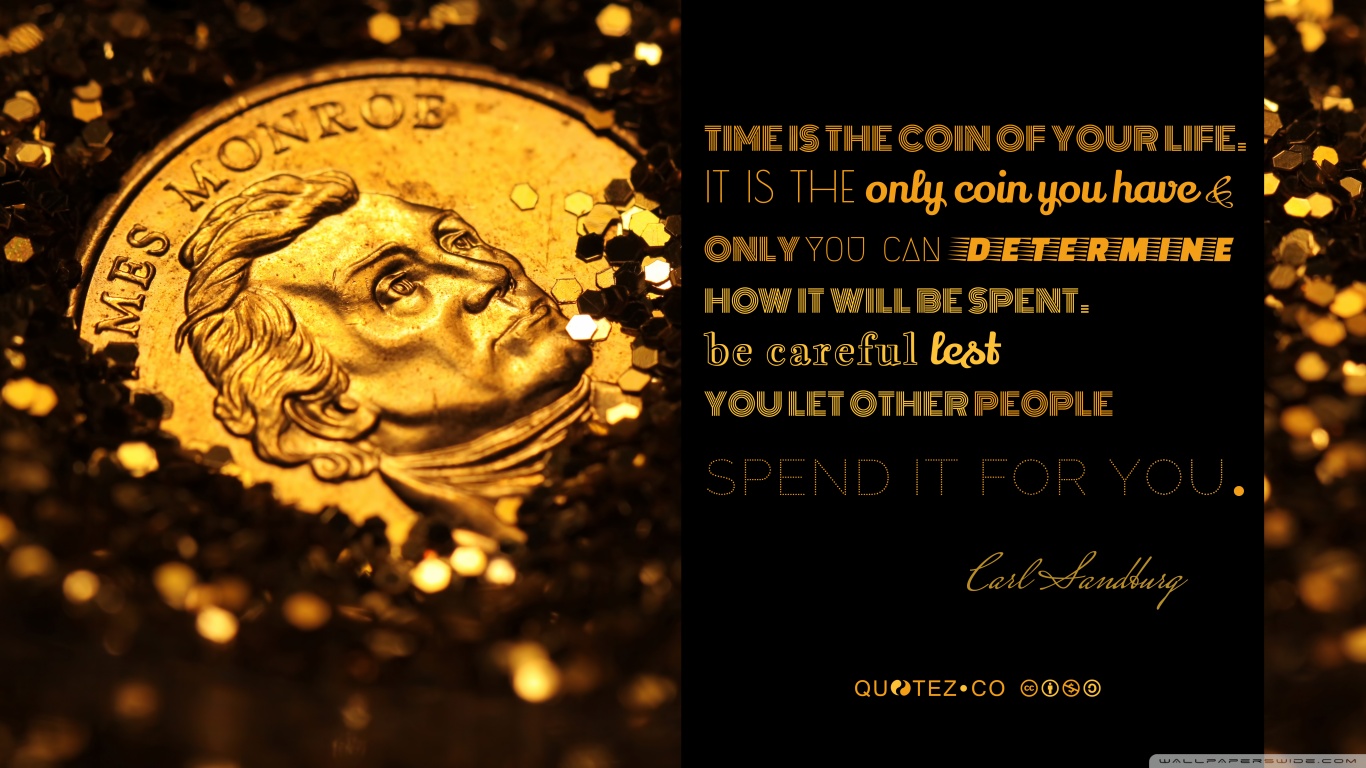 MES MONROE
TIME IS THE COIN OF YOUR LIFE.
IT IS THE only coin you have &
ONLY YOU CAN DETERMINE
HOW IT WILL BE SPENT.
be careful lest
YOU LET OTHER PEOPLE
SPEND IT FOR YOU.
Carl Sandburg
QUOTEZ•CO
WALLPAPERSWIDE.COM